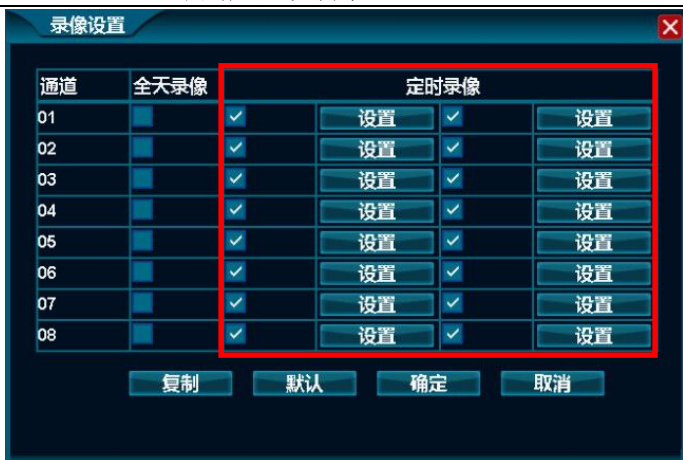 录像设置
通道 全天录像 定时录像
01 设置 设置
02 设置 设置
03 设置 设置
04 设置 设置
05 设置 设置
06 设置 设置
07 设置 设置
08 设置 设置
复制 默认 确定 取消